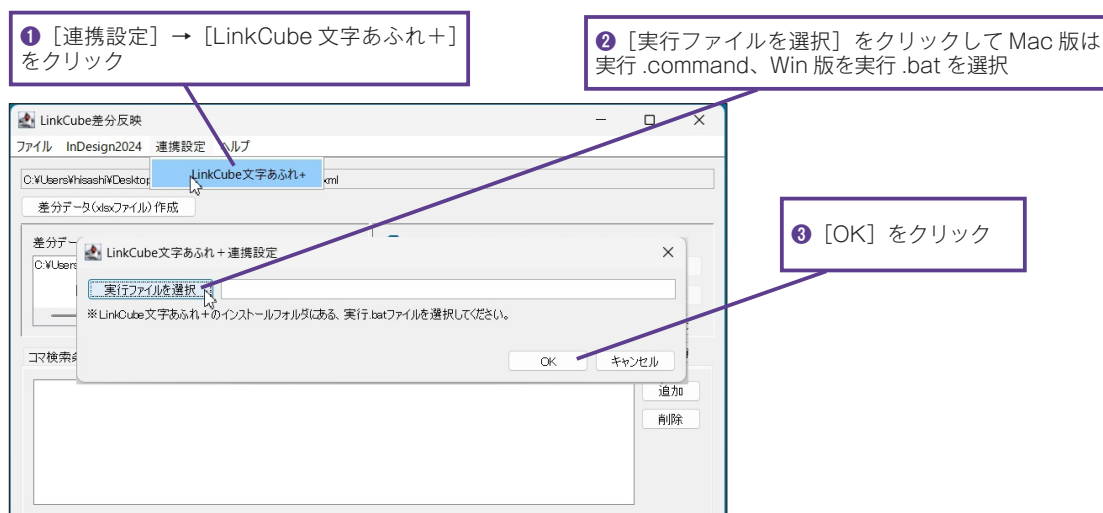 ❶［連携設定］→［LinkCube 文字あふれ＋］
をクリック
❷［実行ファイルを選択］をクリックして Mac 版は
実行 .command、Win 版を実行 .bat を選択
LinkCube差分反映
ファイル InDesign2024 連携設定 ヘルプ
LinkCube文字あふれ+
C:¥Users¥hisashi¥Desktop
xml
差分データ(xlsxファイル)作成
❸［OK］をクリック
差分デー
C:¥Users
LinkCube文字あふれ＋連携設定
実行ファイルを選択
※LinkCube文字あふれ＋のインストールフォルダにある、実行.batファイルを選択してください。
OK キャンセル
コマ検索
追加
削除